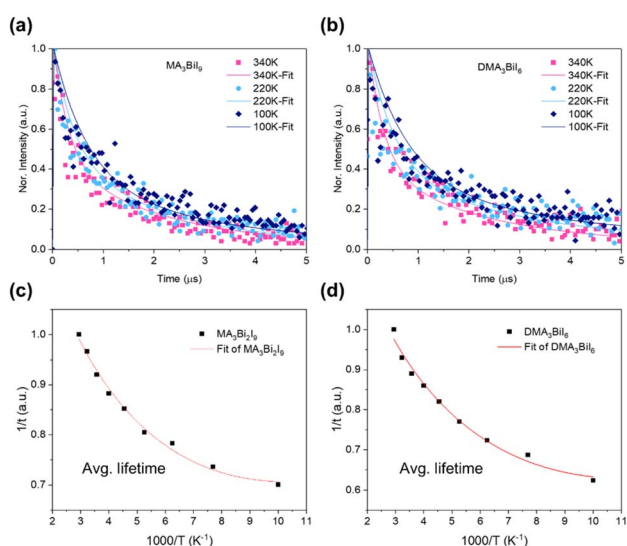 (a)
MA₃BiI₉
340K
340K-Fit
220K
220K-Fit
100K
100K-Fit
Nor. Intensity (a.u.)
1.0
0.8
0.6
0.4
0.2
0.0
0 1 2 3 4 5
Time (μs)
(b)
DMA₃BiI₆
340K
340K-Fit
220K
220K-Fit
100K
100K-Fit
Nor. Intensity (a.u.)
1.0
0.8
0.6
0.4
0.2
0.0
0 1 2 3 4 5
Time (μs)
(c)
MA₃Bi₂I₉
Fit of MA₃Bi₂I₉
1/t (a.u.)
1.0
0.9
0.8
0.7
Avg. lifetime
2 3 4 5 6 7 8 9 10 11
1000/T (K⁻¹)
(d)
DMA₃BiI₆
Fit of DMA₃BiI₆
1/t (a.u.)
1.0
0.9
0.8
0.7
0.6
Avg. lifetime
2 3 4 5 6 7 8 9 10 11
1000/T (K⁻¹)